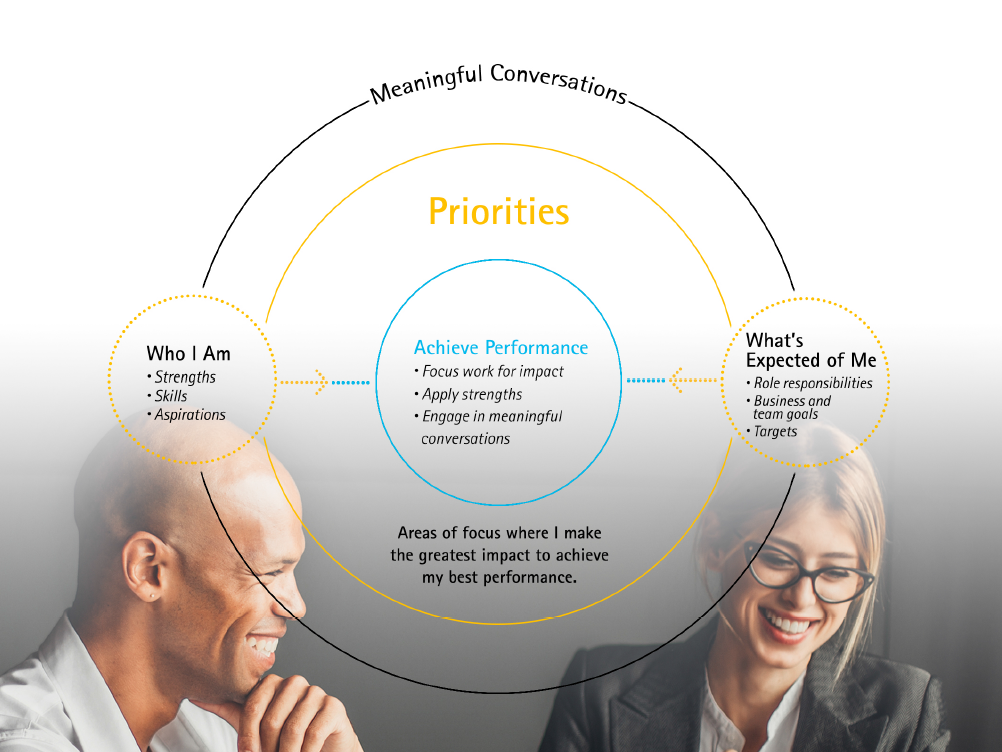 Meaningful Conversations
Priorities
Who I Am
• Strengths
• Skills
• Aspirations
Achieve Performance
• Focus work for impact
• Apply strengths
• Engage in meaningful
conversations
What's
Expected of Me
• Role responsibilities
• Business and
team goals
• Targets
Areas of focus where I make
the greatest impact to achieve
my best performance.